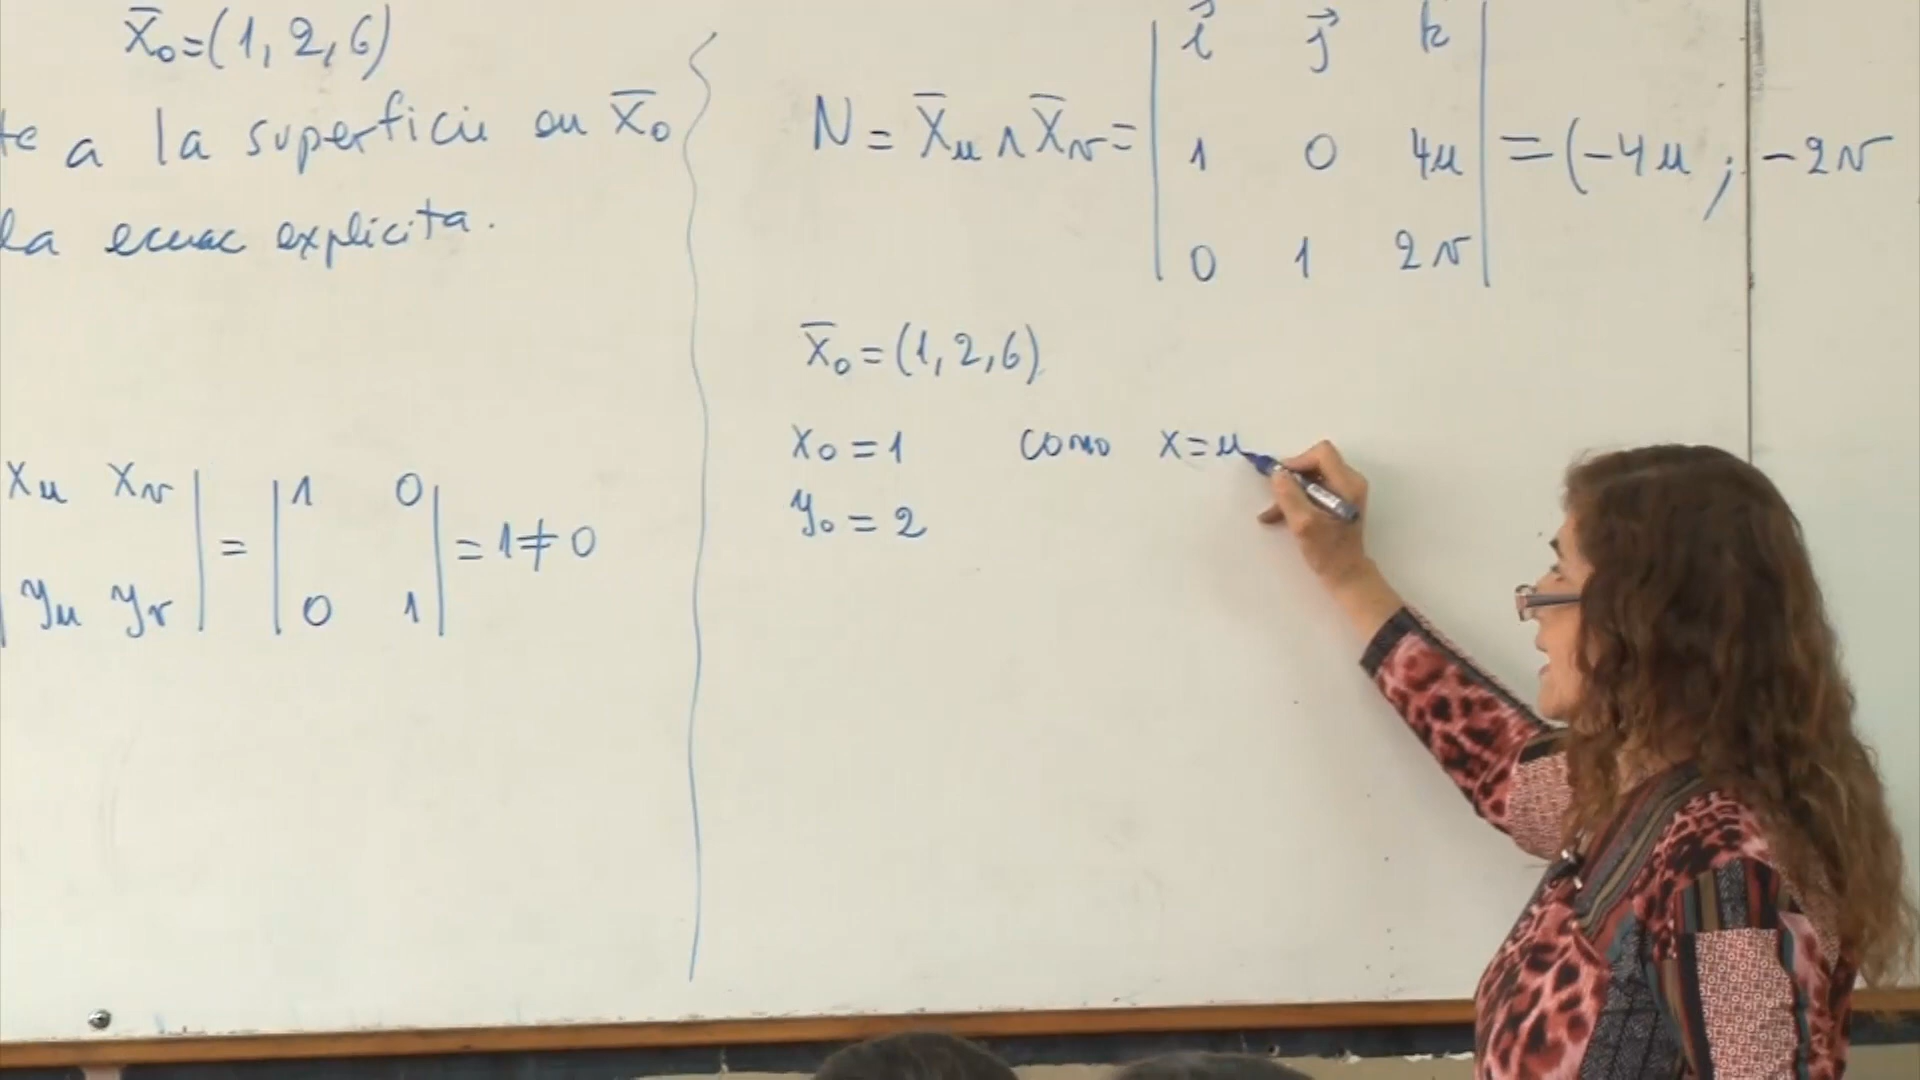 X̄₀=(1, 2, 6)
te a la superficie en X̄₀
la ecuac explicita.
Xu Xv | = | 1 0 | = 1 ≠ 0
yu yv | | 0 1 |
N = X̄u ∧ X̄v = | i⃗ j⃗ k | = (-4u ; -2v
| 1 0 4u |
| 0 1 2v |
X̄₀ = (1, 2, 6)
x₀ = 1 como x=u
y₀ = 2